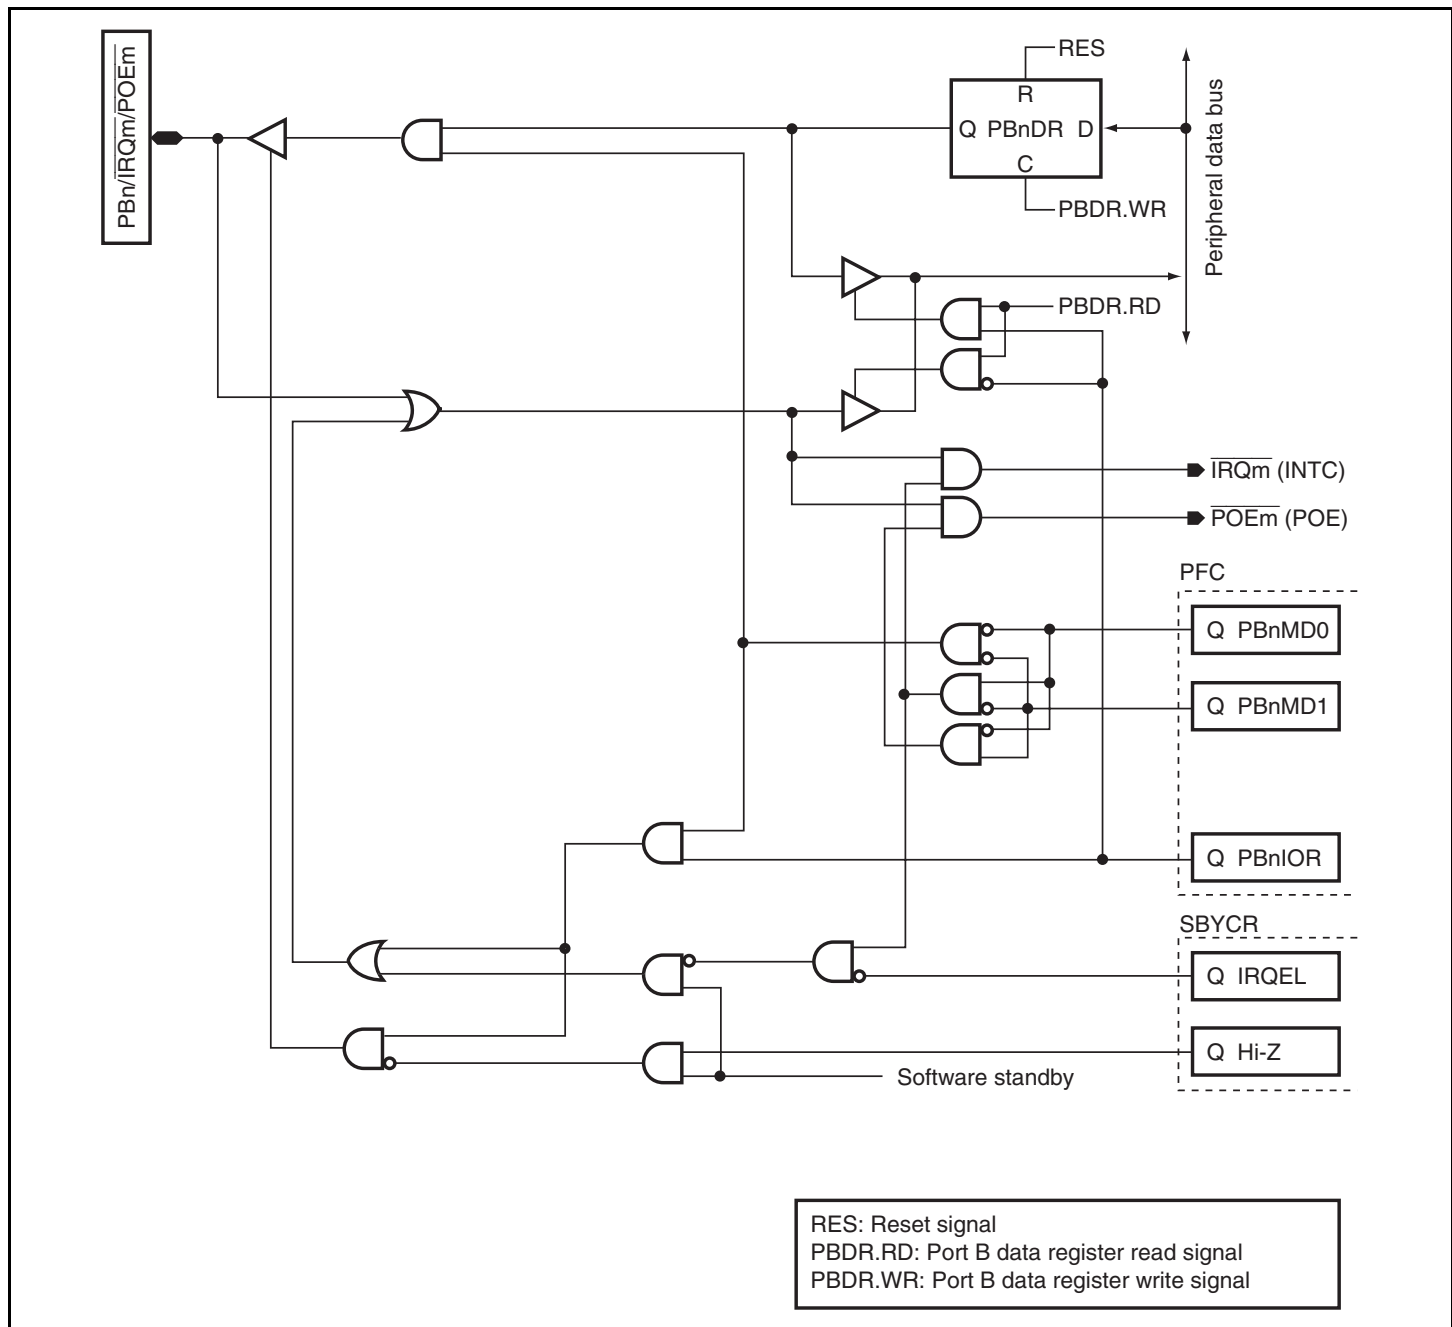 PBn/IRQm/POEm
RES
R
Q PBnDR D
C
PBDR.WR
Peripheral data bus
PBDR.RD
IRQm (INTC)
POEm (POE)
PFC
Q PBnMD0
Q PBnMD1
Q PBnIOR
SBYCR
Q IRQEL
Q Hi-Z
Software standby
RES: Reset signal
PBDR.RD: Port B data register read signal
PBDR.WR: Port B data register write signal